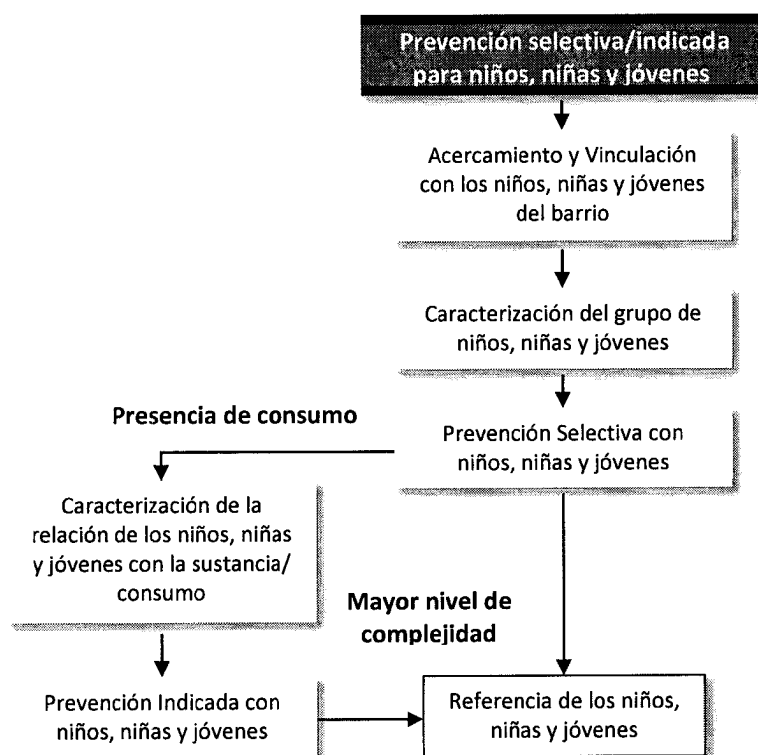 Prevención selectiva/indicada
para niños, niñas y jóvenes
Acercamiento y Vinculación
con los niños, niñas y jóvenes
del barrio
Caracterización del grupo de
niños, niñas y jóvenes
Presencia de consumo
Prevención Selectiva con
niños, niñas y jóvenes
Caracterización de la
relación de los niños, niñas
y jóvenes con la sustancia/
consumo
Mayor nivel de
complejidad
Prevención Indicada con
niños, niñas y jóvenes
Referencia de los niños,
niñas y jóvenes